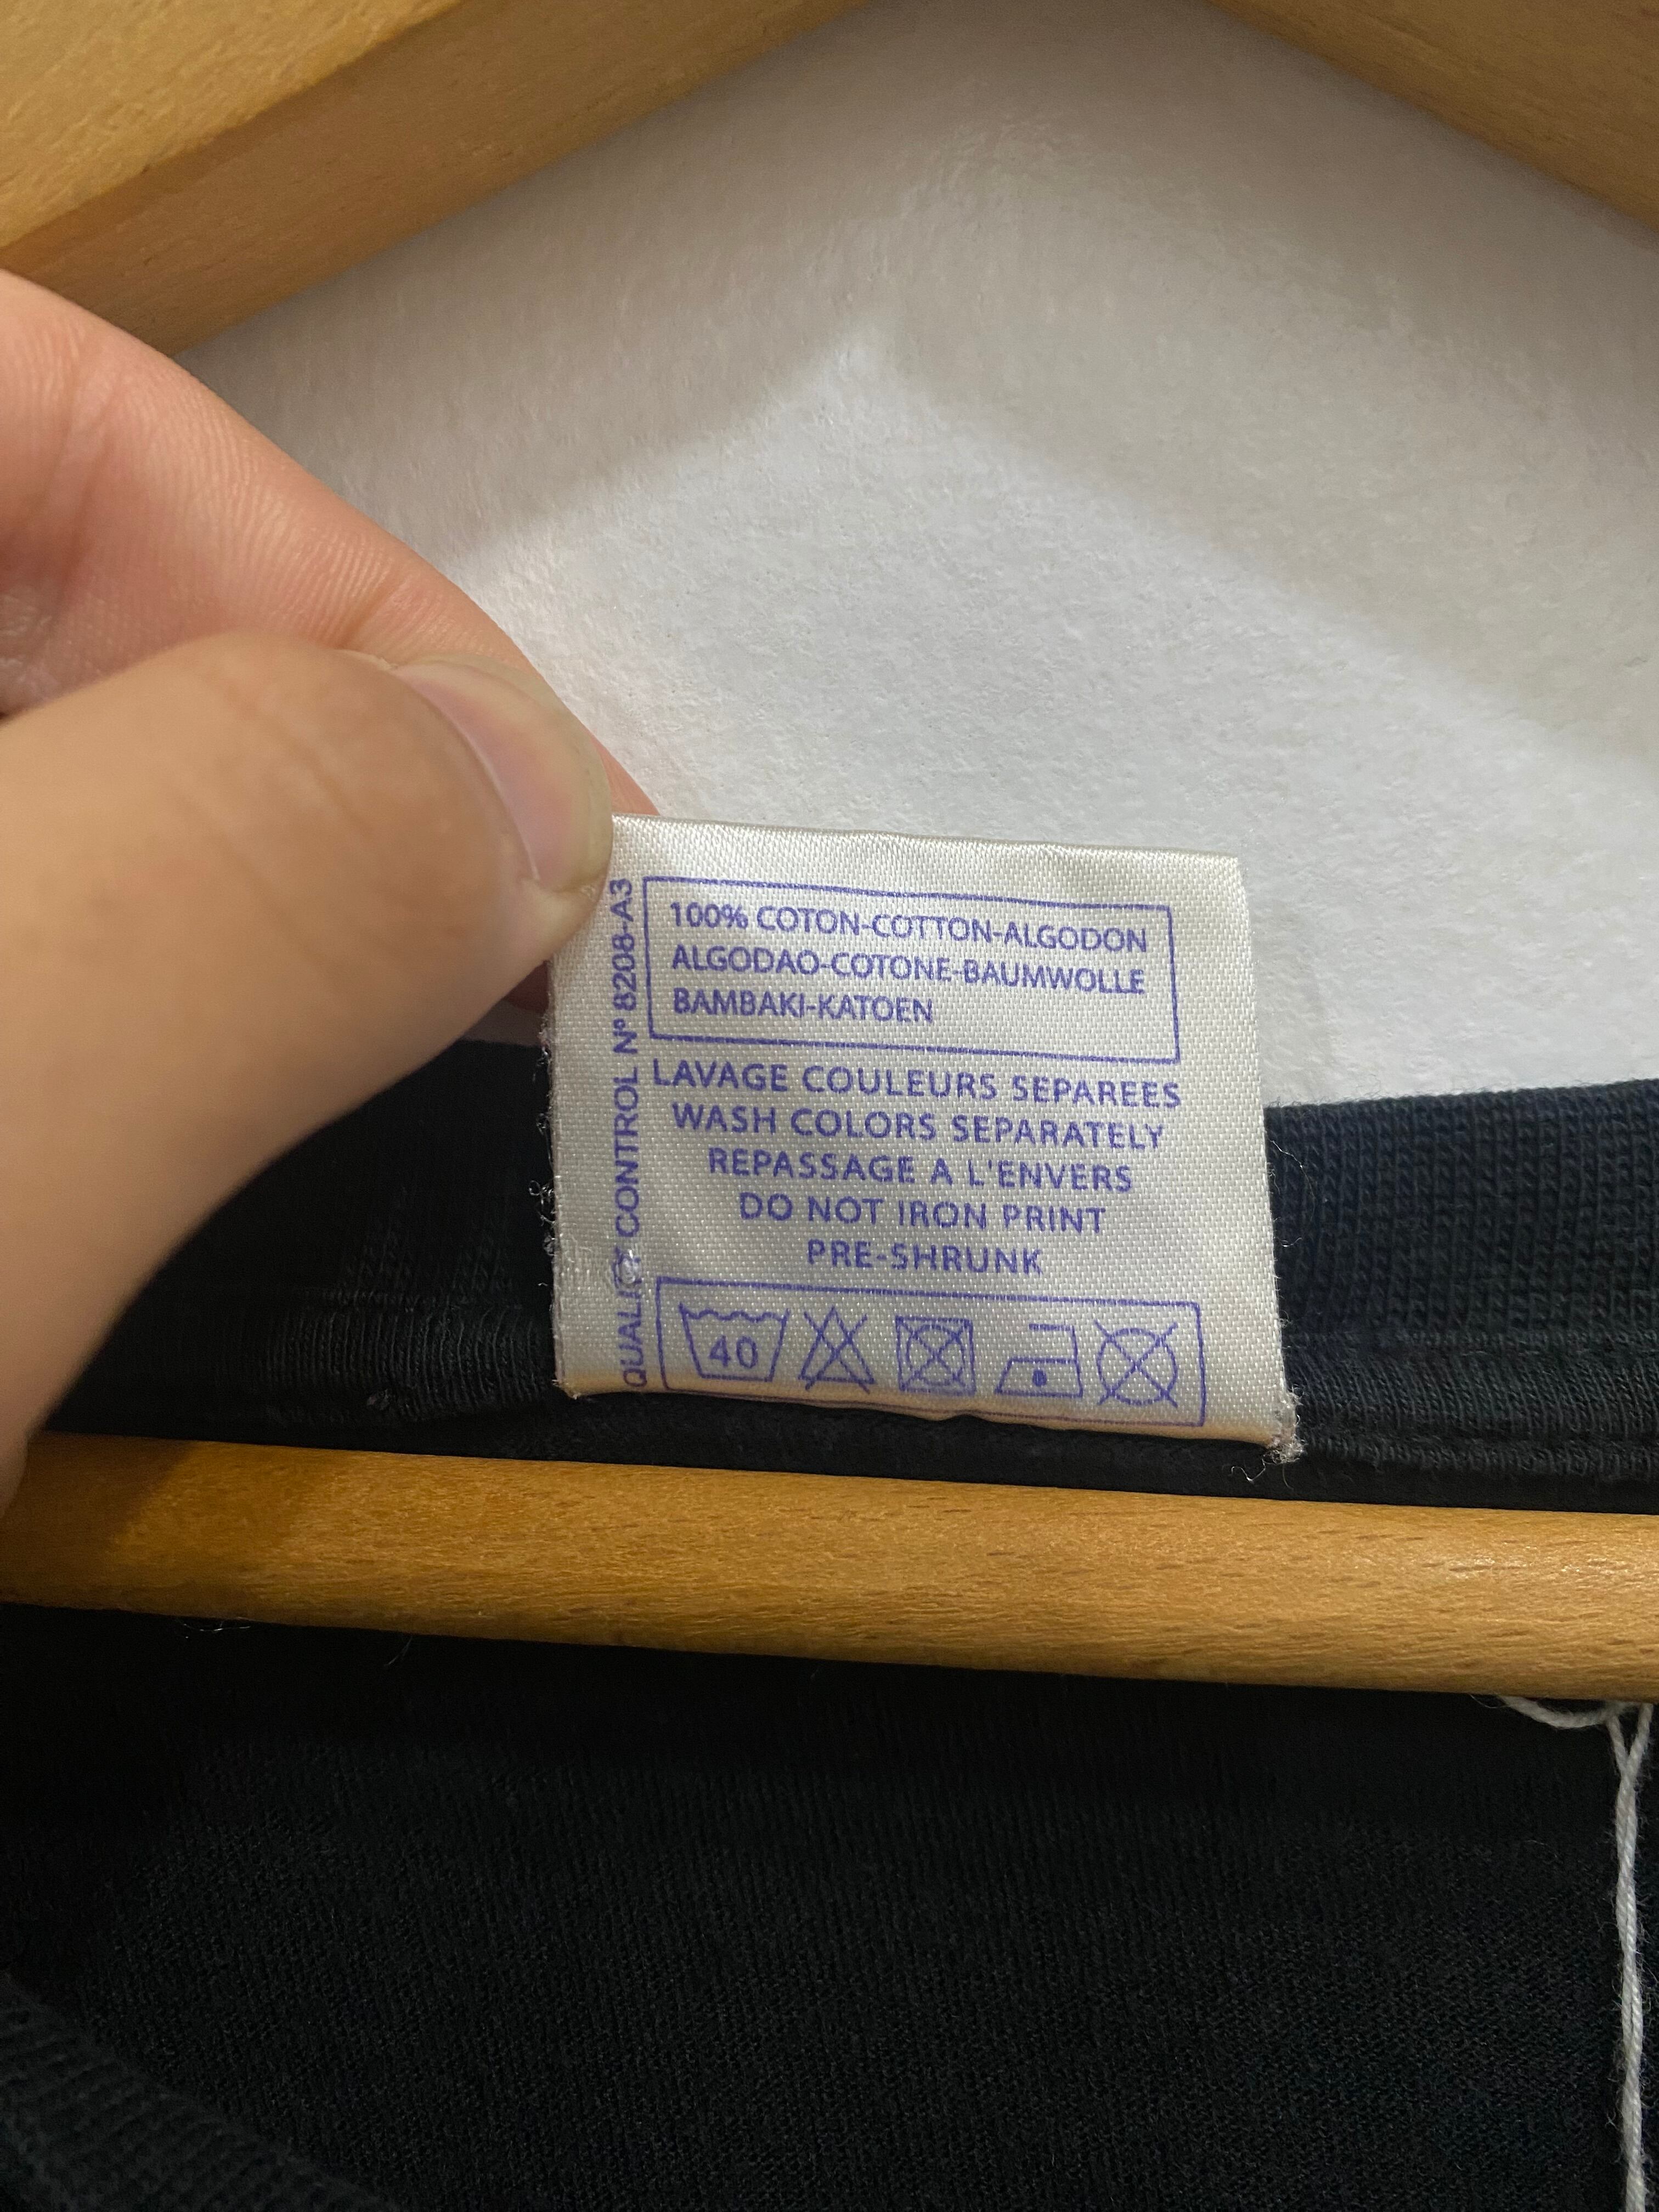 100% COTON-COTTON-ALGODON
ALGODAO-COTONE-BAUMWOLLE
BAMBAKI-KATOEN
LAVAGE COULEURS SEPAREES
WASH COLORS SEPARATELY
REPASSAGE A L'ENVERS
DO NOT IRON PRINT
PRE-SHRUNK
40
QUALITY CONTROL Nº 8208-A3